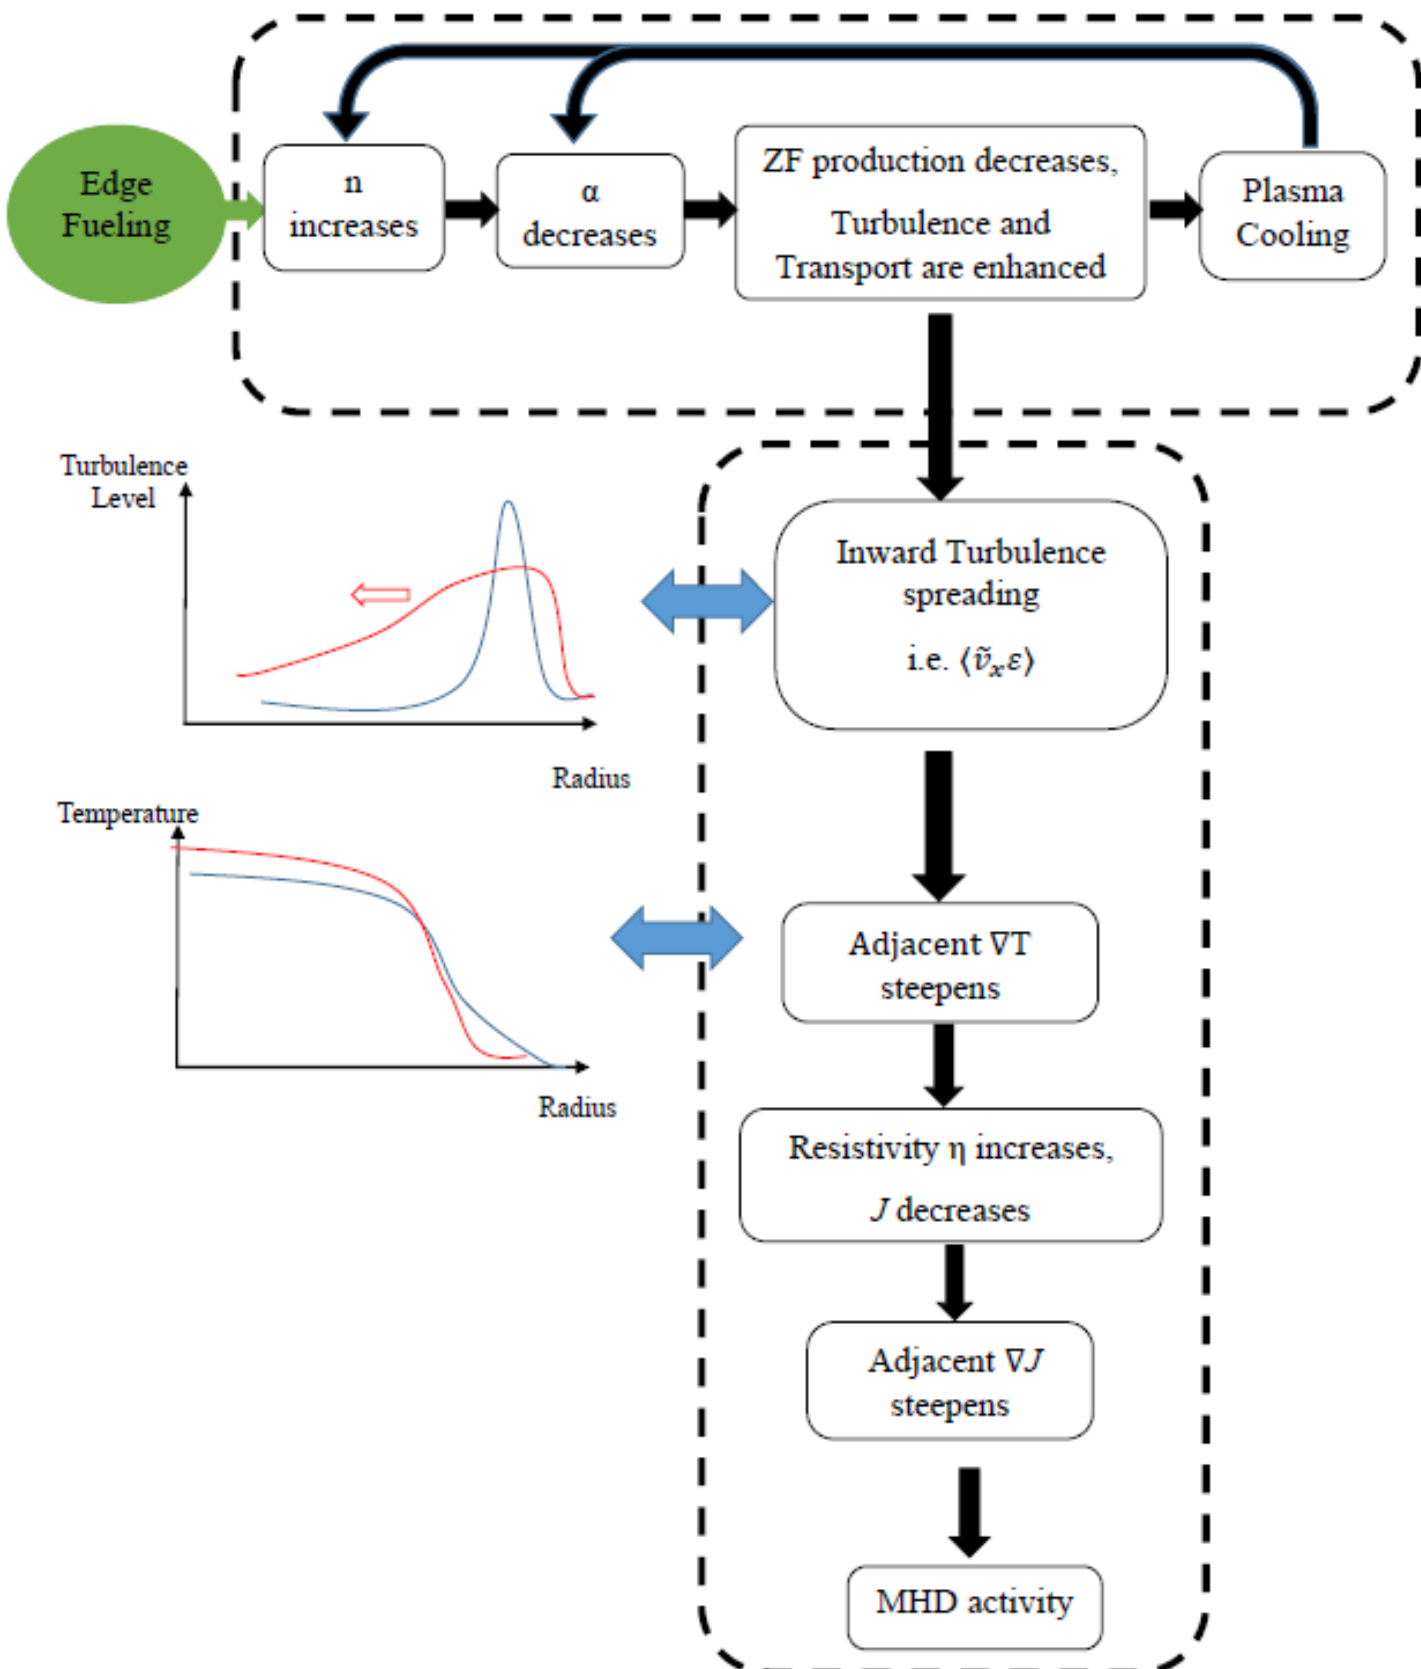 Edge
Fueling
n
increases
α
decreases
ZF production decreases,
Turbulence and
Transport are enhanced
Plasma
Cooling
Turbulence
Level
Radius
Inward Turbulence
spreading
i.e. ⟨ṽₓε⟩
Temperature
Radius
Adjacent ∇T
steepens
Resistivity η increases,
J decreases
Adjacent ∇J
steepens
MHD activity